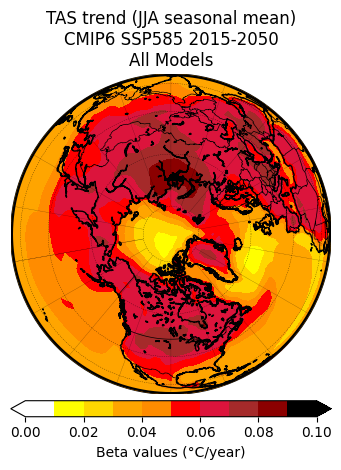 TAS trend (JJA seasonal mean)
CMIP6 SSP585 2015-2050
All Models
0.00 0.02 0.04 0.06 0.08 0.10
Beta values (°C/year)